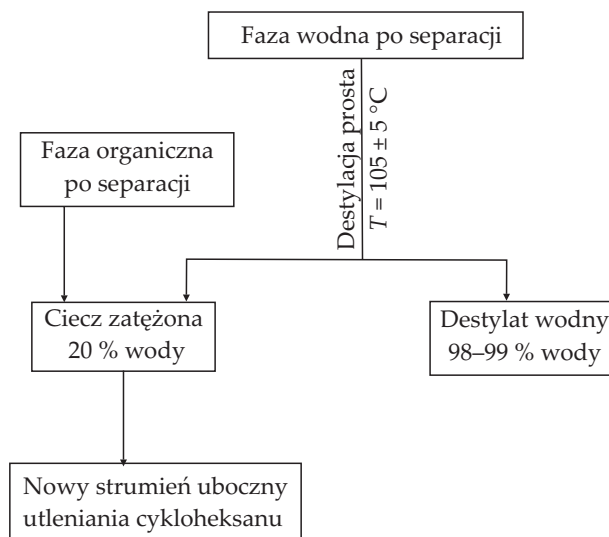 Faza wodna po separacji
Destylacja prosta
T = 105 ± 5 °C
Faza organiczna
po separacji
Ciecz zatężona
20 % wody
Destylat wodny
98–99 % wody
Nowy strumień uboczny
utleniania cykloheksanu